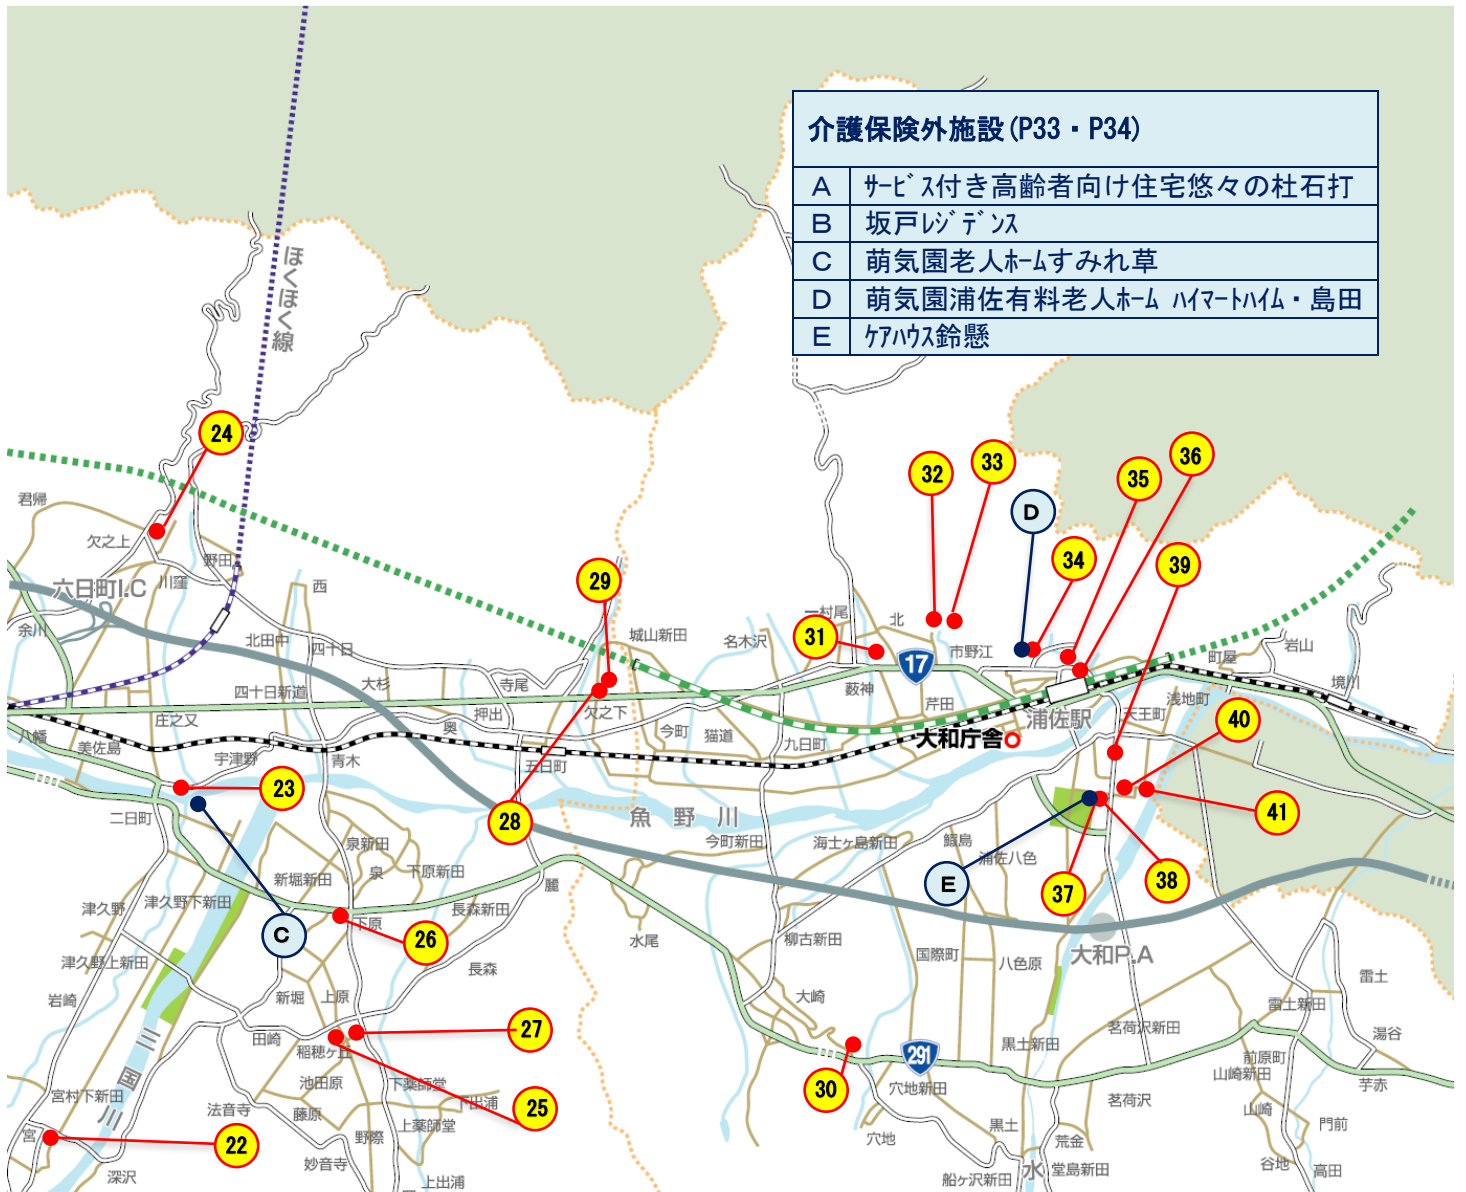 介護保険外施設(P33・P34)
A ｻｰﾋﾞｽ付き高齢者向け住宅悠々の杜石打
B 坂戸ﾚｼﾞﾃﾞﾝｽ
C 萌気園老人ﾎｰﾑすみれ草
D 萌気園浦佐有料老人ﾎｰﾑ ﾊｲﾏｰﾄﾊｲﾑ・島田
E ｹｱﾊｳｽ鈴懸
ほくほく線
24
君帰
欠之上
野田
川窪
六日町I.C
余川
西
北田中
四十日
大杉
四十日新道
庄之又
八幡
美佐島
宇津野
青木
奥
押出
寺尾
五日町
欠之下
29
28
城山新田
名木沢
今町
猫道
九日町
一村尾
31
北
32
33
D
34
35
36
39
17
市野江
藪神
芹田
大和庁舎
浦佐駅
天王町
浅地町
町屋
岩山
境川
40
41
23
二日町
C
魚野川
今町新田
海士ヶ島新田
鰕島
浦佐八色
E
37
38
泉新田
泉
新堀新田
下原新田
下原
26
長森新田
麓
長森
津久野
津久野下新田
津久野上新田
岩崎
新堀
上原
田崎
稲穂ヶ丘
27
25
池田原
藤原
法音寺
妙音寺
野際
下薬師堂
上薬師堂
下出浦
上出浦
三国川
宮村下新田
宮
22
深沢
水尾
柳古新田
大崎
30
291
穴地新田
穴地
国際町
八色原
大和P.A
黒土新田
黒土
船ヶ沢新田
水
茗荷沢新田
茗荷沢
荒金
堂島新田
雷土
雷土新田
湯谷
前原町
山崎新田
山崎
芋赤
門前
谷地
高田